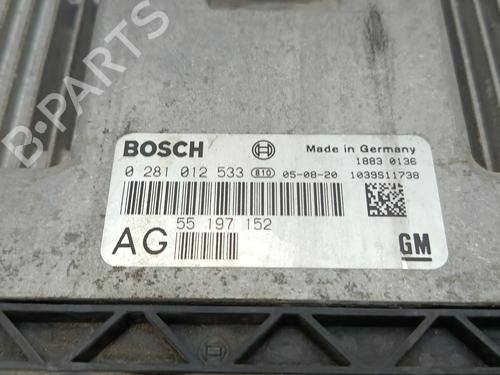 B-PARTS
BOSCH Made in Germany
1883 0136
0 281 012 533 B10 05-08-20 1039S11738
55 197 152
AG GM